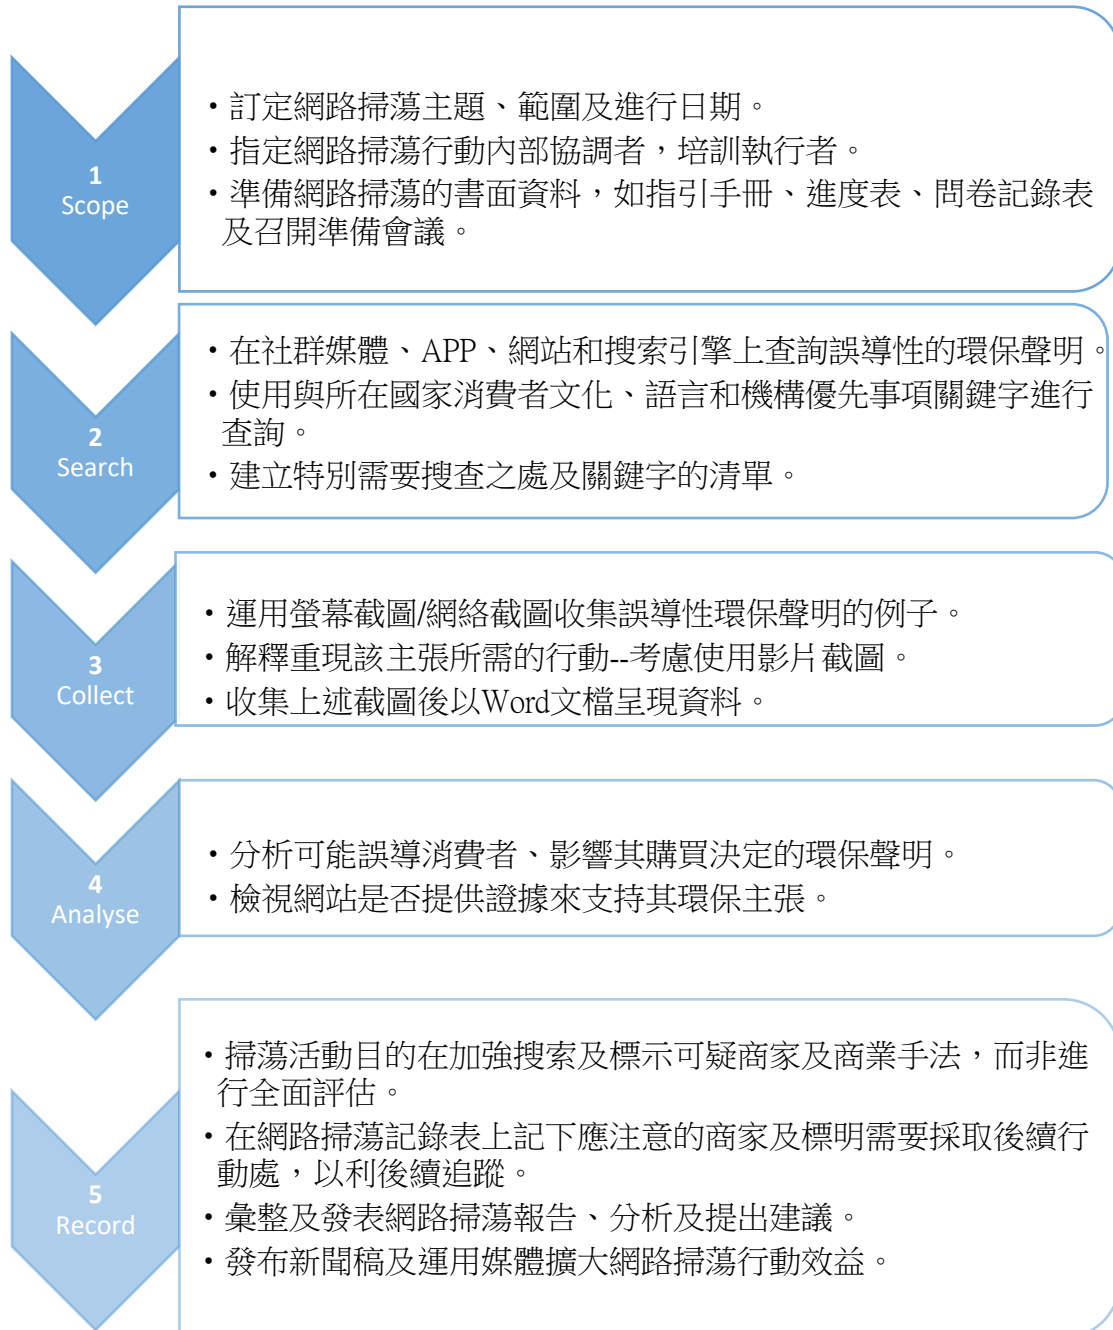 1
Scope
・訂定網路掃蕩主題、範圍及進行日期。
・指定網路掃蕩行動內部協調者，培訓執行者。
・準備網路掃蕩的書面資料，如指引手冊、進度表、問卷記錄表
及召開準備會議。
2
Search
・在社群媒體、APP、網站和搜索引擎上查詢誤導性的環保聲明。
・使用與所在國家消費者文化、語言和機構優先事項關鍵字進行
查詢。
・建立特別需要搜查之處及關鍵字的清單。
3
Collect
・運用螢幕截圖/網絡截圖收集誤導性環保聲明的例子。
・解釋重現該主張所需的行動--考慮使用影片截圖。
・收集上述截圖後以Word文檔呈現資料。
4
Analyse
・分析可能誤導消費者、影響其購買決定的環保聲明。
・檢視網站是否提供證據來支持其環保主張。
5
Record
・掃蕩活動目的在加強搜索及標示可疑商家及商業手法，而非進
行全面評估。
・在網路掃蕩記錄表上記下應注意的商家及標明需要採取後續行
動處，以利後續追蹤。
・彙整及發表網路掃蕩報告、分析及提出建議。
・發布新聞稿及運用媒體擴大網路掃蕩行動效益。